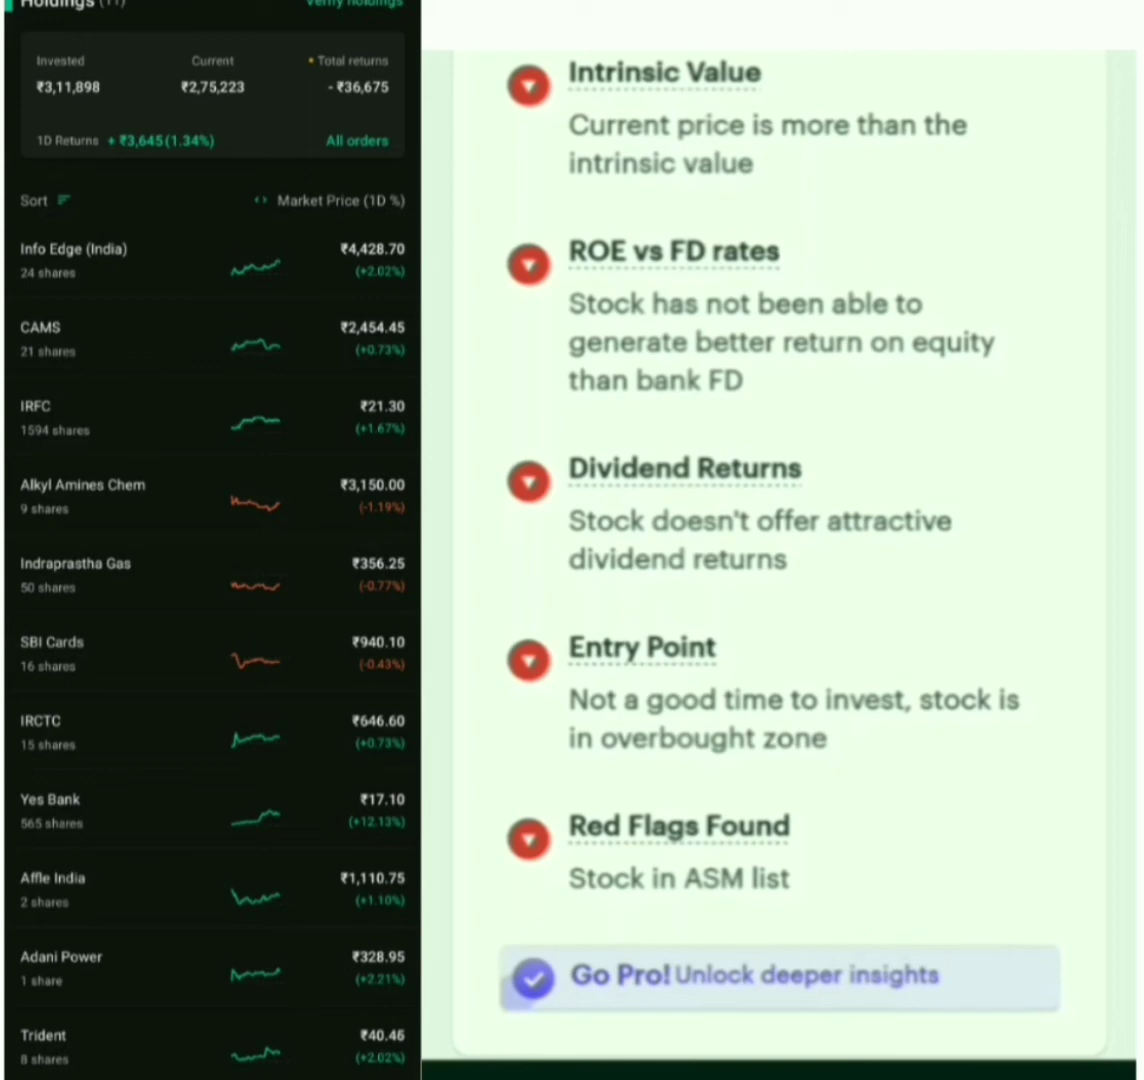 Holdings (11)
Verify holdings
Invested
Current
Total returns
₹3,11,898
₹2,75,223
- ₹36,675
1D Returns + ₹3,645(1.34%)
All orders
Sort
Market Price (1D %)
Info Edge (India)
₹4,428.70
24 shares
(+2.02%)
CAMS
₹2,454.45
21 shares
(+0.73%)
IRFC
₹21.30
1594 shares
(+1.67%)
Alkyl Amines Chem
₹3,150.00
9 shares
(-1.19%)
Indraprastha Gas
₹356.25
50 shares
(-0.77%)
SBI Cards
₹940.10
16 shares
(-0.43%)
IRCTC
₹646.60
15 shares
(+0.73%)
Yes Bank
₹17.10
565 shares
(+12.13%)
Affle India
₹1,110.75
2 shares
(+1.10%)
Adani Power
₹328.95
1 share
(+2.21%)
Trident
₹40.45
8 shares
(+2.02%)
Intrinsic Value
Current price is more than the
intrinsic value
ROE vs FD rates
Stock has not been able to
generate better return on equity
than bank FD
Dividend Returns
Stock doesn't offer attractive
dividend returns
Entry Point
Not a good time to invest, stock is
in overbought zone
Red Flags Found
Stock in ASM list
Go Pro! Unlock deeper insights